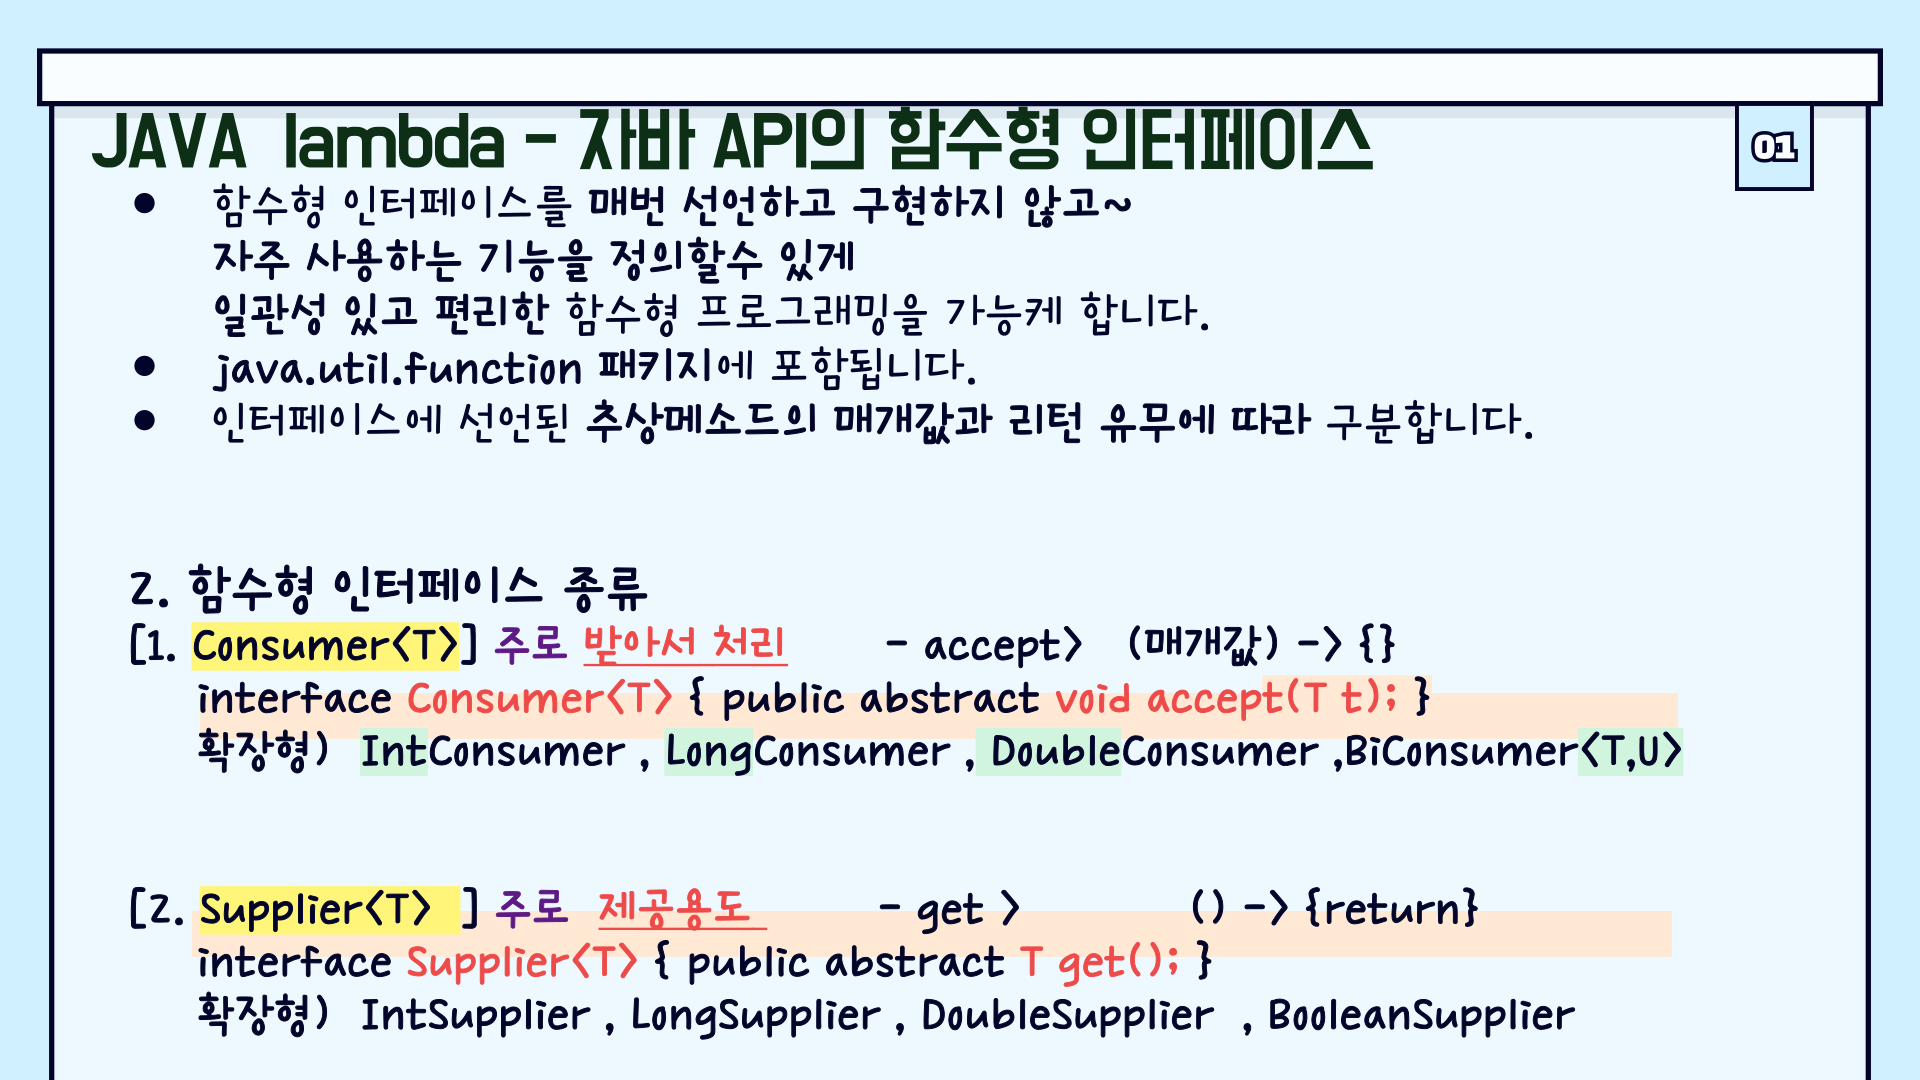 JAVA lambda - 자바 API의 함수형 인터페이스
01
● 함수형 인터페이스를 매번 선언하고 구현하지 않고~
자주 사용하는 기능을 정의할수 있게
일관성 있고 편리한 함수형 프로그래밍을 가능케 합니다.
● java.util.function 패키지에 포함됩니다.
● 인터페이스에 선언된 추상메소드의 매개값과 리턴 유무에 따라 구분합니다.
2. 함수형 인터페이스 종류
[1. Consumer<T>] 주로 받아서 처리 - accept> (매개값) -> {}
interface Consumer<T> { public abstract void accept(T t); }
확장형) IntConsumer , LongConsumer , DoubleConsumer ,BiConsumer<T,U>
[2. Supplier<T> ] 주로 제공용도 - get > () -> {return}
interface Supplier<T> { public abstract T get(); }
확장형) IntSupplier , LongSupplier , DoubleSupplier , BooleanSupplier